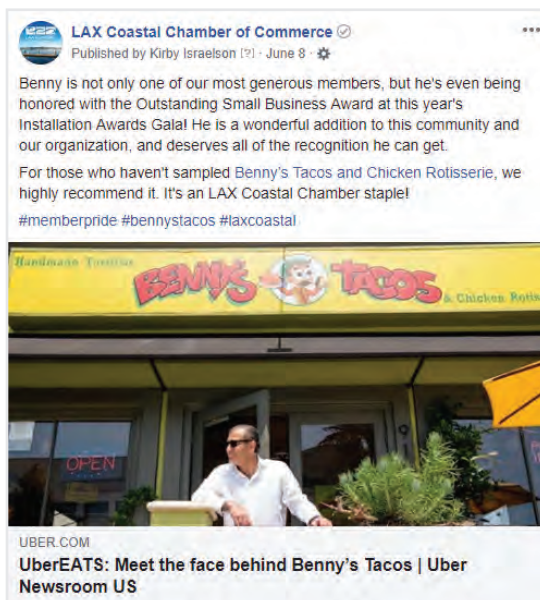 LAX Coastal Chamber of Commerce
Published by Kirby Israelson [?] · June 8 ·
Benny is not only one of our most generous members, but he's even being
honored with the Outstanding Small Business Award at this year's
Installation Awards Gala! He is a wonderful addition to this community and
our organization, and deserves all of the recognition he can get.
For those who haven't sampled Benny's Tacos and Chicken Rotisserie, we
highly recommend it. It's an LAX Coastal Chamber staple!
#memberpride #bennystacos #laxcoastal
Handmade Tortillas
BENNY'S TACOS
& Chicken Rotis
OPEN
UBER.COM
UberEATS: Meet the face behind Benny's Tacos | Uber
Newsroom US